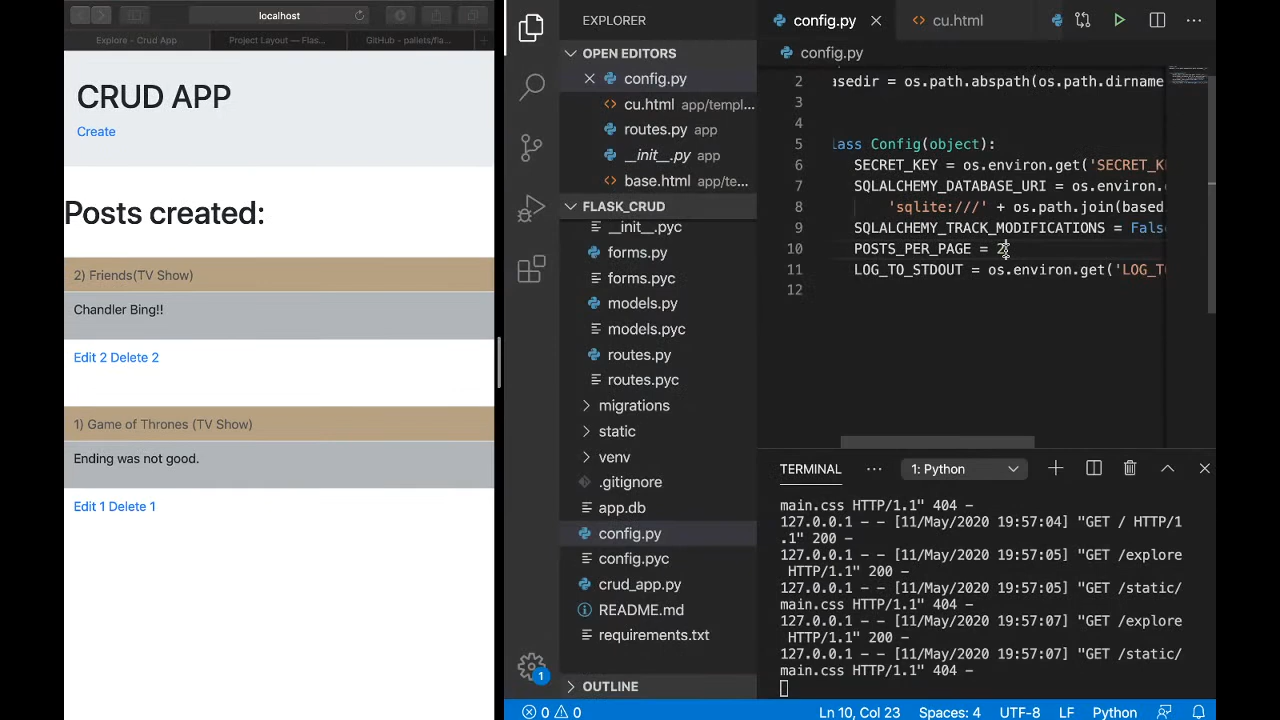 localhost
Explore – Crud App
Project Layout — Flas...
GitHub - pallets/fla...
CRUD APP
Create
Posts created:
2) Friends(TV Show)
Chandler Bing!!
Edit 2 Delete 2
1) Game of Thrones (TV Show)
Ending was not good.
Edit 1 Delete 1
EXPLORER
OPEN EDITORS
config.py
cu.html app/templ...
routes.py app
__init__.py app
base.html app/te...
FLASK_CRUD
__init__.pyc
forms.py
forms.pyc
models.py
models.pyc
routes.py
routes.pyc
migrations
static
venv
.gitignore
app.db
config.py
config.pyc
crud_app.py
README.md
requirements.txt
OUTLINE
1
config.py
cu.html
config.py
2 asedir = os.path.abspath(os.path.dirname
3
4
5 lass Config(object):
6 SECRET_KEY = os.environ.get('SECRET_K
7 SQLALCHEMY_DATABASE_URI = os.environ.
8 'sqlite:///' + os.path.join(based
9 SQLALCHEMY_TRACK_MODIFICATIONS = Fals
10 POSTS_PER_PAGE = 2
11 LOG_TO_STDOUT = os.environ.get('LOG_T
12
TERMINAL
1: Python
main.css HTTP/1.1" 404 –
127.0.0.1 – – [11/May/2020 19:57:04] "GET / HTTP/1
.1" 200 –
127.0.0.1 – – [11/May/2020 19:57:05] "GET /explore
HTTP/1.1" 200 –
127.0.0.1 – – [11/May/2020 19:57:05] "GET /static/
main.css HTTP/1.1" 404 –
127.0.0.1 – – [11/May/2020 19:57:07] "GET /explore
HTTP/1.1" 200 –
127.0.0.1 – – [11/May/2020 19:57:07] "GET /static/
main.css HTTP/1.1" 404 –
0 0
Ln 10, Col 23
Spaces: 4
UTF-8
LF
Python